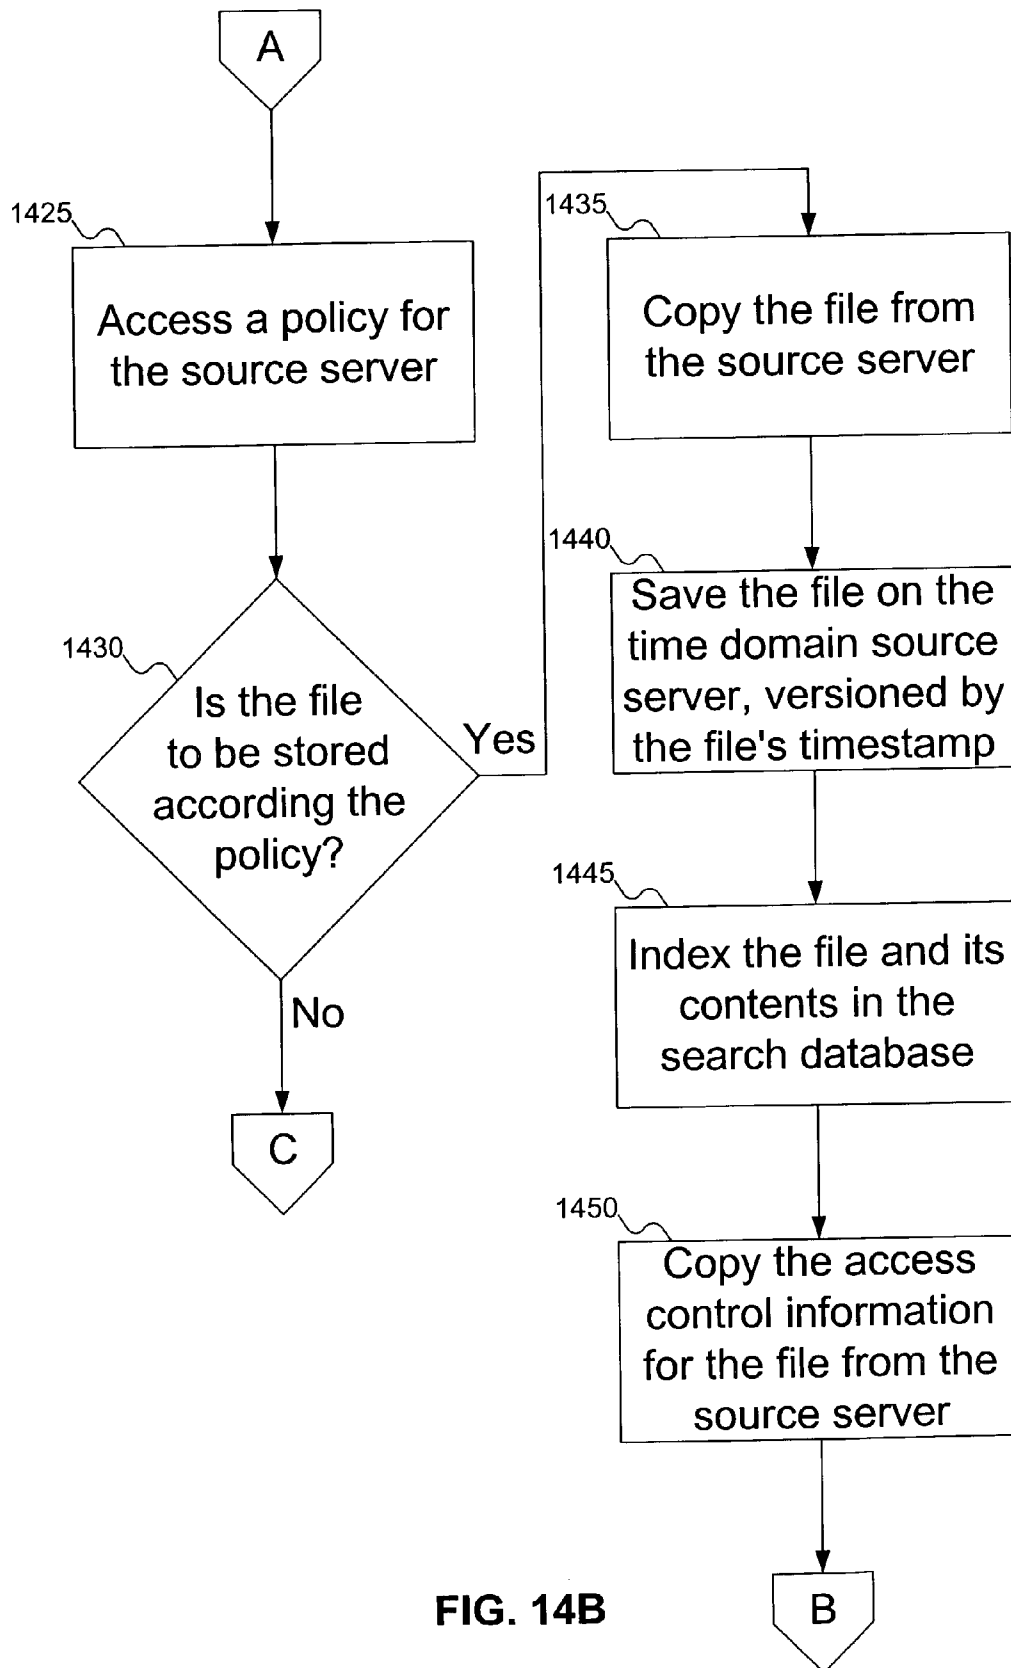 A
1425
Access a policy for
the source server
1430
Is the file
to be stored
according the
policy?
Yes
No
C
1435
Copy the file from
the source server
1440
Save the file on the
time domain source
server, versioned by
the file's timestamp
1445
Index the file and its
contents in the
search database
1450
Copy the access
control information
for the file from the
source server
B
FIG. 14B